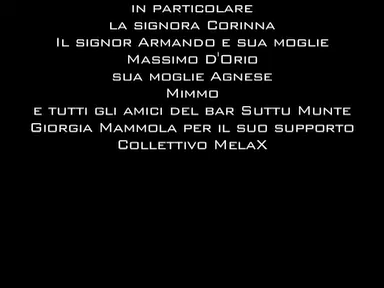 in particolare
la signora Corinna
Il signor Armando e sua moglie
Massimo D'Orio
sua moglie Agnese
Mimmo
e tutti gli amici del bar Suttu Munte
Giorgia Mammola per il suo supporto
Collettivo MelaX